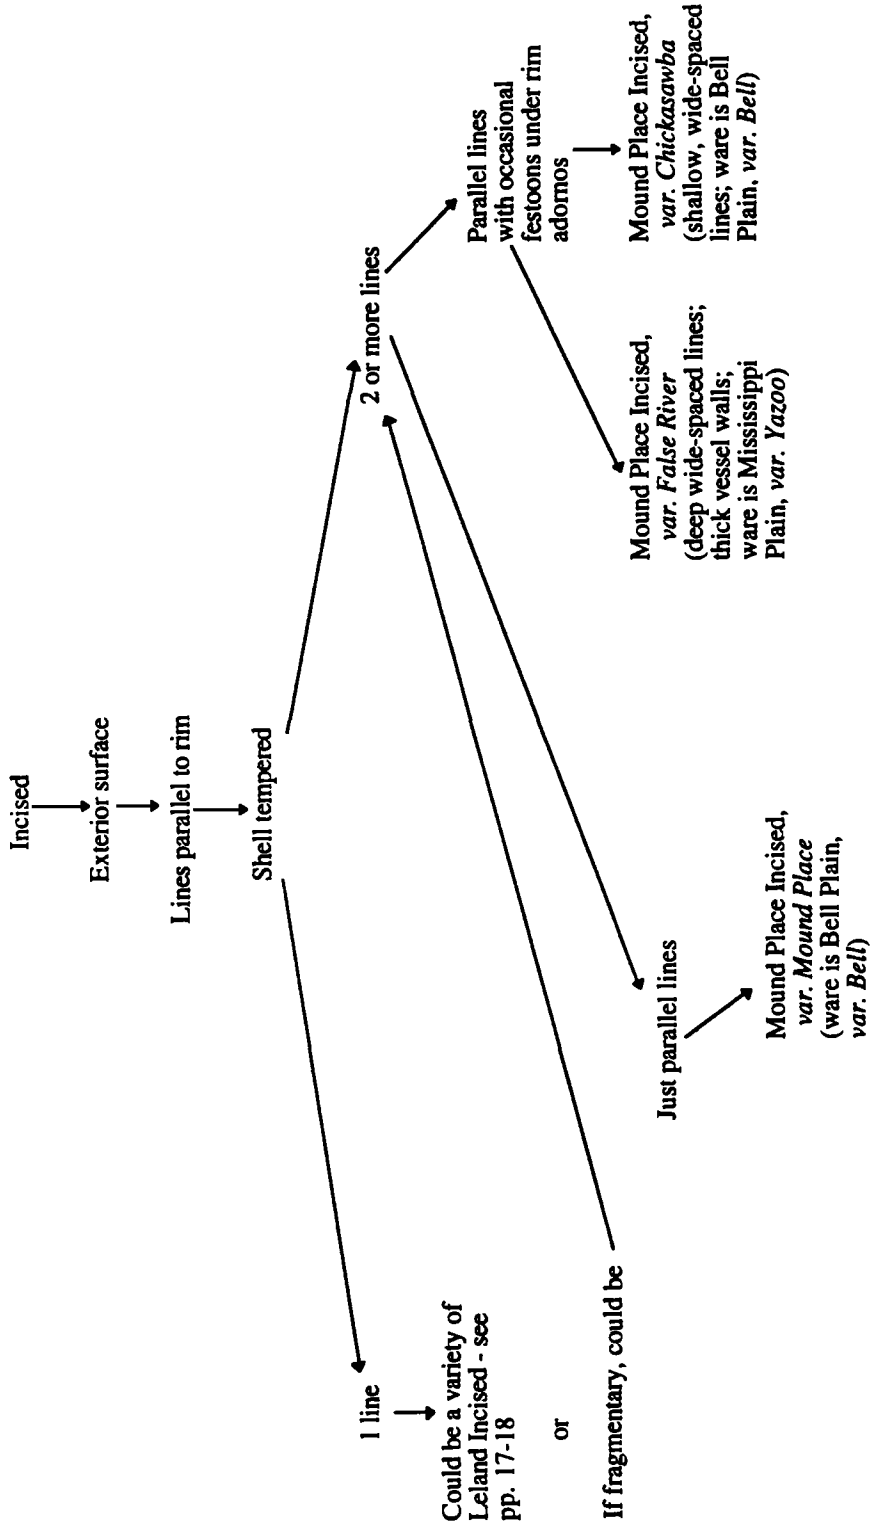 Incised
Exterior surface
Lines parallel to rim
Shell tempered
1 line
Could be a variety of
Leland Incised - see
pp. 17-18
or
If fragmentary, could be
2 or more lines
Just parallel lines
Mound Place Incised,
var. Mound Place
(ware is Bell Plain,
var. Bell)
Parallel lines
with occasional
festoons under rim
adornos
Mound Place Incised,
var. False River
(deep wide-spaced lines;
thick vessel walls;
ware is Mississippi
Plain, var. Yazoo)
Mound Place Incised,
var. Chickasawba
(shallow, wide-spaced
lines; ware is Bell
Plain, var. Bell)